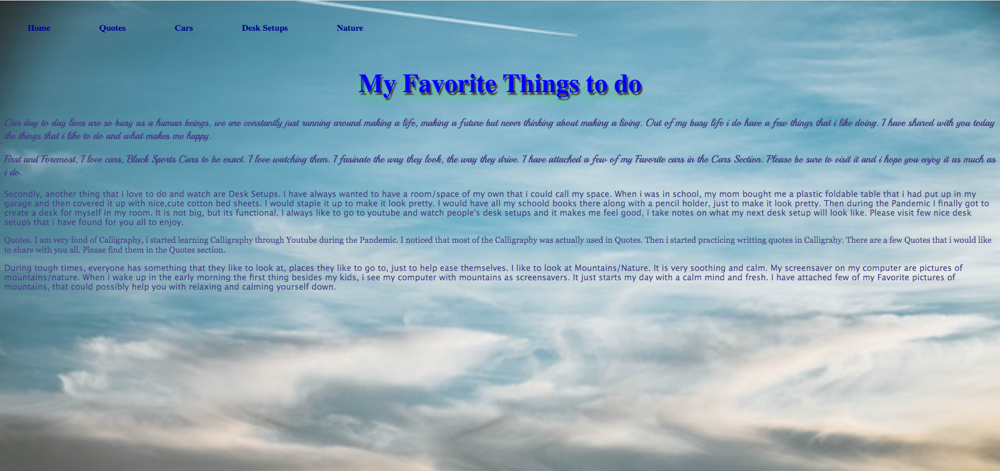 Home Quotes Cars Desk Setups Nature
My Favorite Things to do
Our day to day lives are so busy as a human beings, we are constantly just running around making a life, making a future but never thinking about making a living. Out of my busy life i do have a few things that i like doing. I have shared with you today
the things that i like to do and what makes me happy.
First and Foremost, I love cars, Black Sports Cars to be exact. I love watching them. I fasinate the way they look, the way they drive. I have attached a few of my Favorite cars in the Cars Section. Please be sure to visit it and i hope you enjoy it as much as
i do.
Secondly, another thing that i love to do and watch are Desk Setups. I have always wanted to have a room/space of my own that i could call my space. When i was in school, my mom bought me a plastic foldable table that i had put up in my
garage and then covered it up with nice,cute cotton bed sheets. I would staple it up to make it look pretty. I would have all my schoold books there along with a pencil holder, just to make it look pretty. Then during the Pandemic I finally got to
create a desk for myself in my room. It is not big, but its functional. I always like to go to youtube and watch people's desk setups and it makes me feel good, i take notes on what my next desk setup will look like. Please visit few nice desk
setups that i have found for you all to enjoy.
Quotes. I am very fond of Calligraphy, i started learning Calligraphy through Youtube during the Pandemic. I noticed that most of the Calligraphy was actually used in Quotes. Then i started practicing writting quotes in Calligrahy. There are a few Quotes that i would like
to share with you all. Please find them in the Quotes section.
During tough times, everyone has something that they like to look at, places they like to go to, just to help ease themselves. I like to look at Mountains/Nature. It is very soothing and calm. My screensaver on my computer are pictures of
mountains/nature. When i wake up in the early morning the first thing besides my kids, i see my computer with mountains as screensavers. It just starts my day with a calm mind and fresh. I have attached few of my Favorite pictures of
mountains, that could possibly help you with relaxing and calming yourself down.